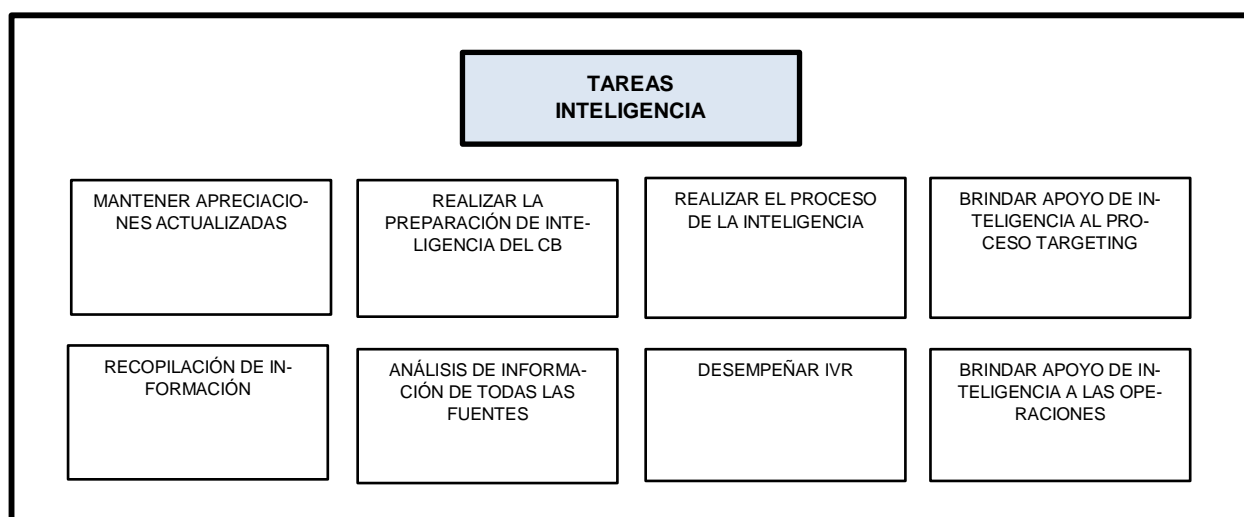 TAREAS
INTELIGENCIA
MANTENER APRECIACIO-
NES ACTUALIZADAS
REALIZAR LA
PREPARACIÓN DE INTE-
LIGENCIA DEL CB
REALIZAR EL PROCESO
DE LA INTELIGENCIA
BRINDAR APOYO DE IN-
TELIGENCIA AL PRO-
CESO TARGETING
RECOPILACIÓN DE IN-
FORMACIÓN
ANÁLISIS DE INFORMA-
CIÓN DE TODAS LAS
FUENTES
DESEMPEÑAR IVR
BRINDAR APOYO DE IN-
TELIGENCIA A LAS OPE-
RACIONES